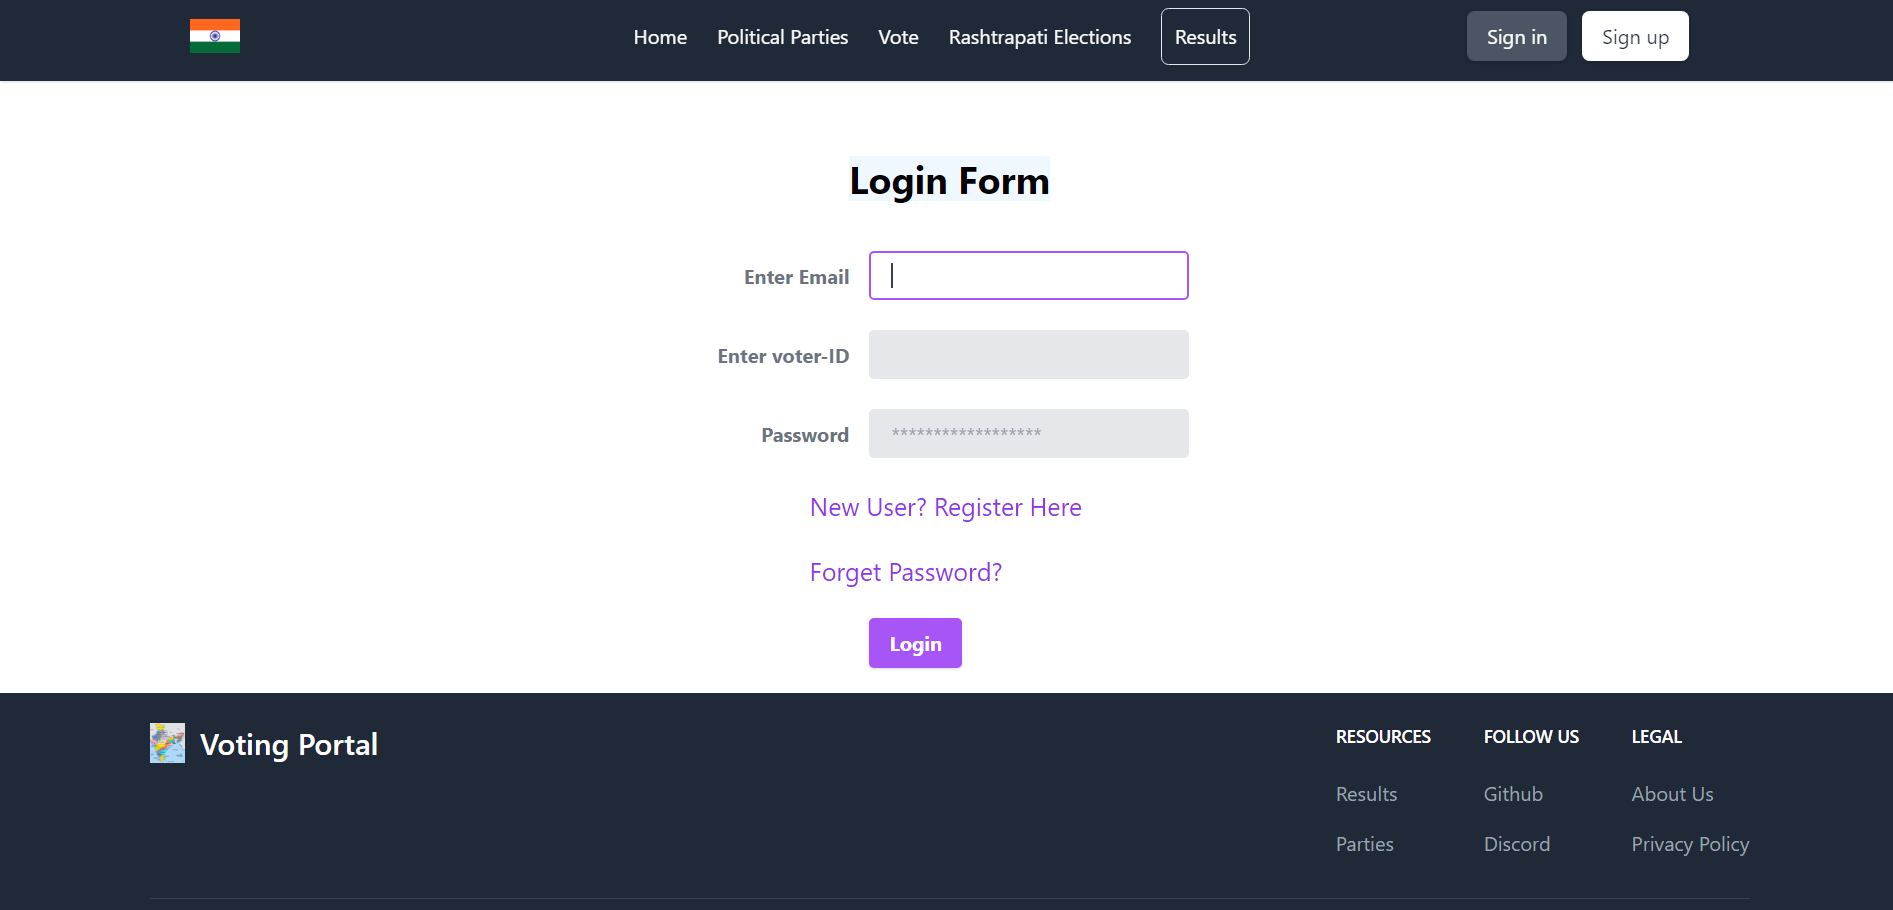 Home Political Parties Vote Rashtrapati Elections Results Sign in Sign up
Login Form
Enter Email
Enter voter-ID
Password ******************
New User? Register Here
Forget Password?
Login
Voting Portal
RESOURCES FOLLOW US LEGAL
Results Github About Us
Parties Discord Privacy Policy